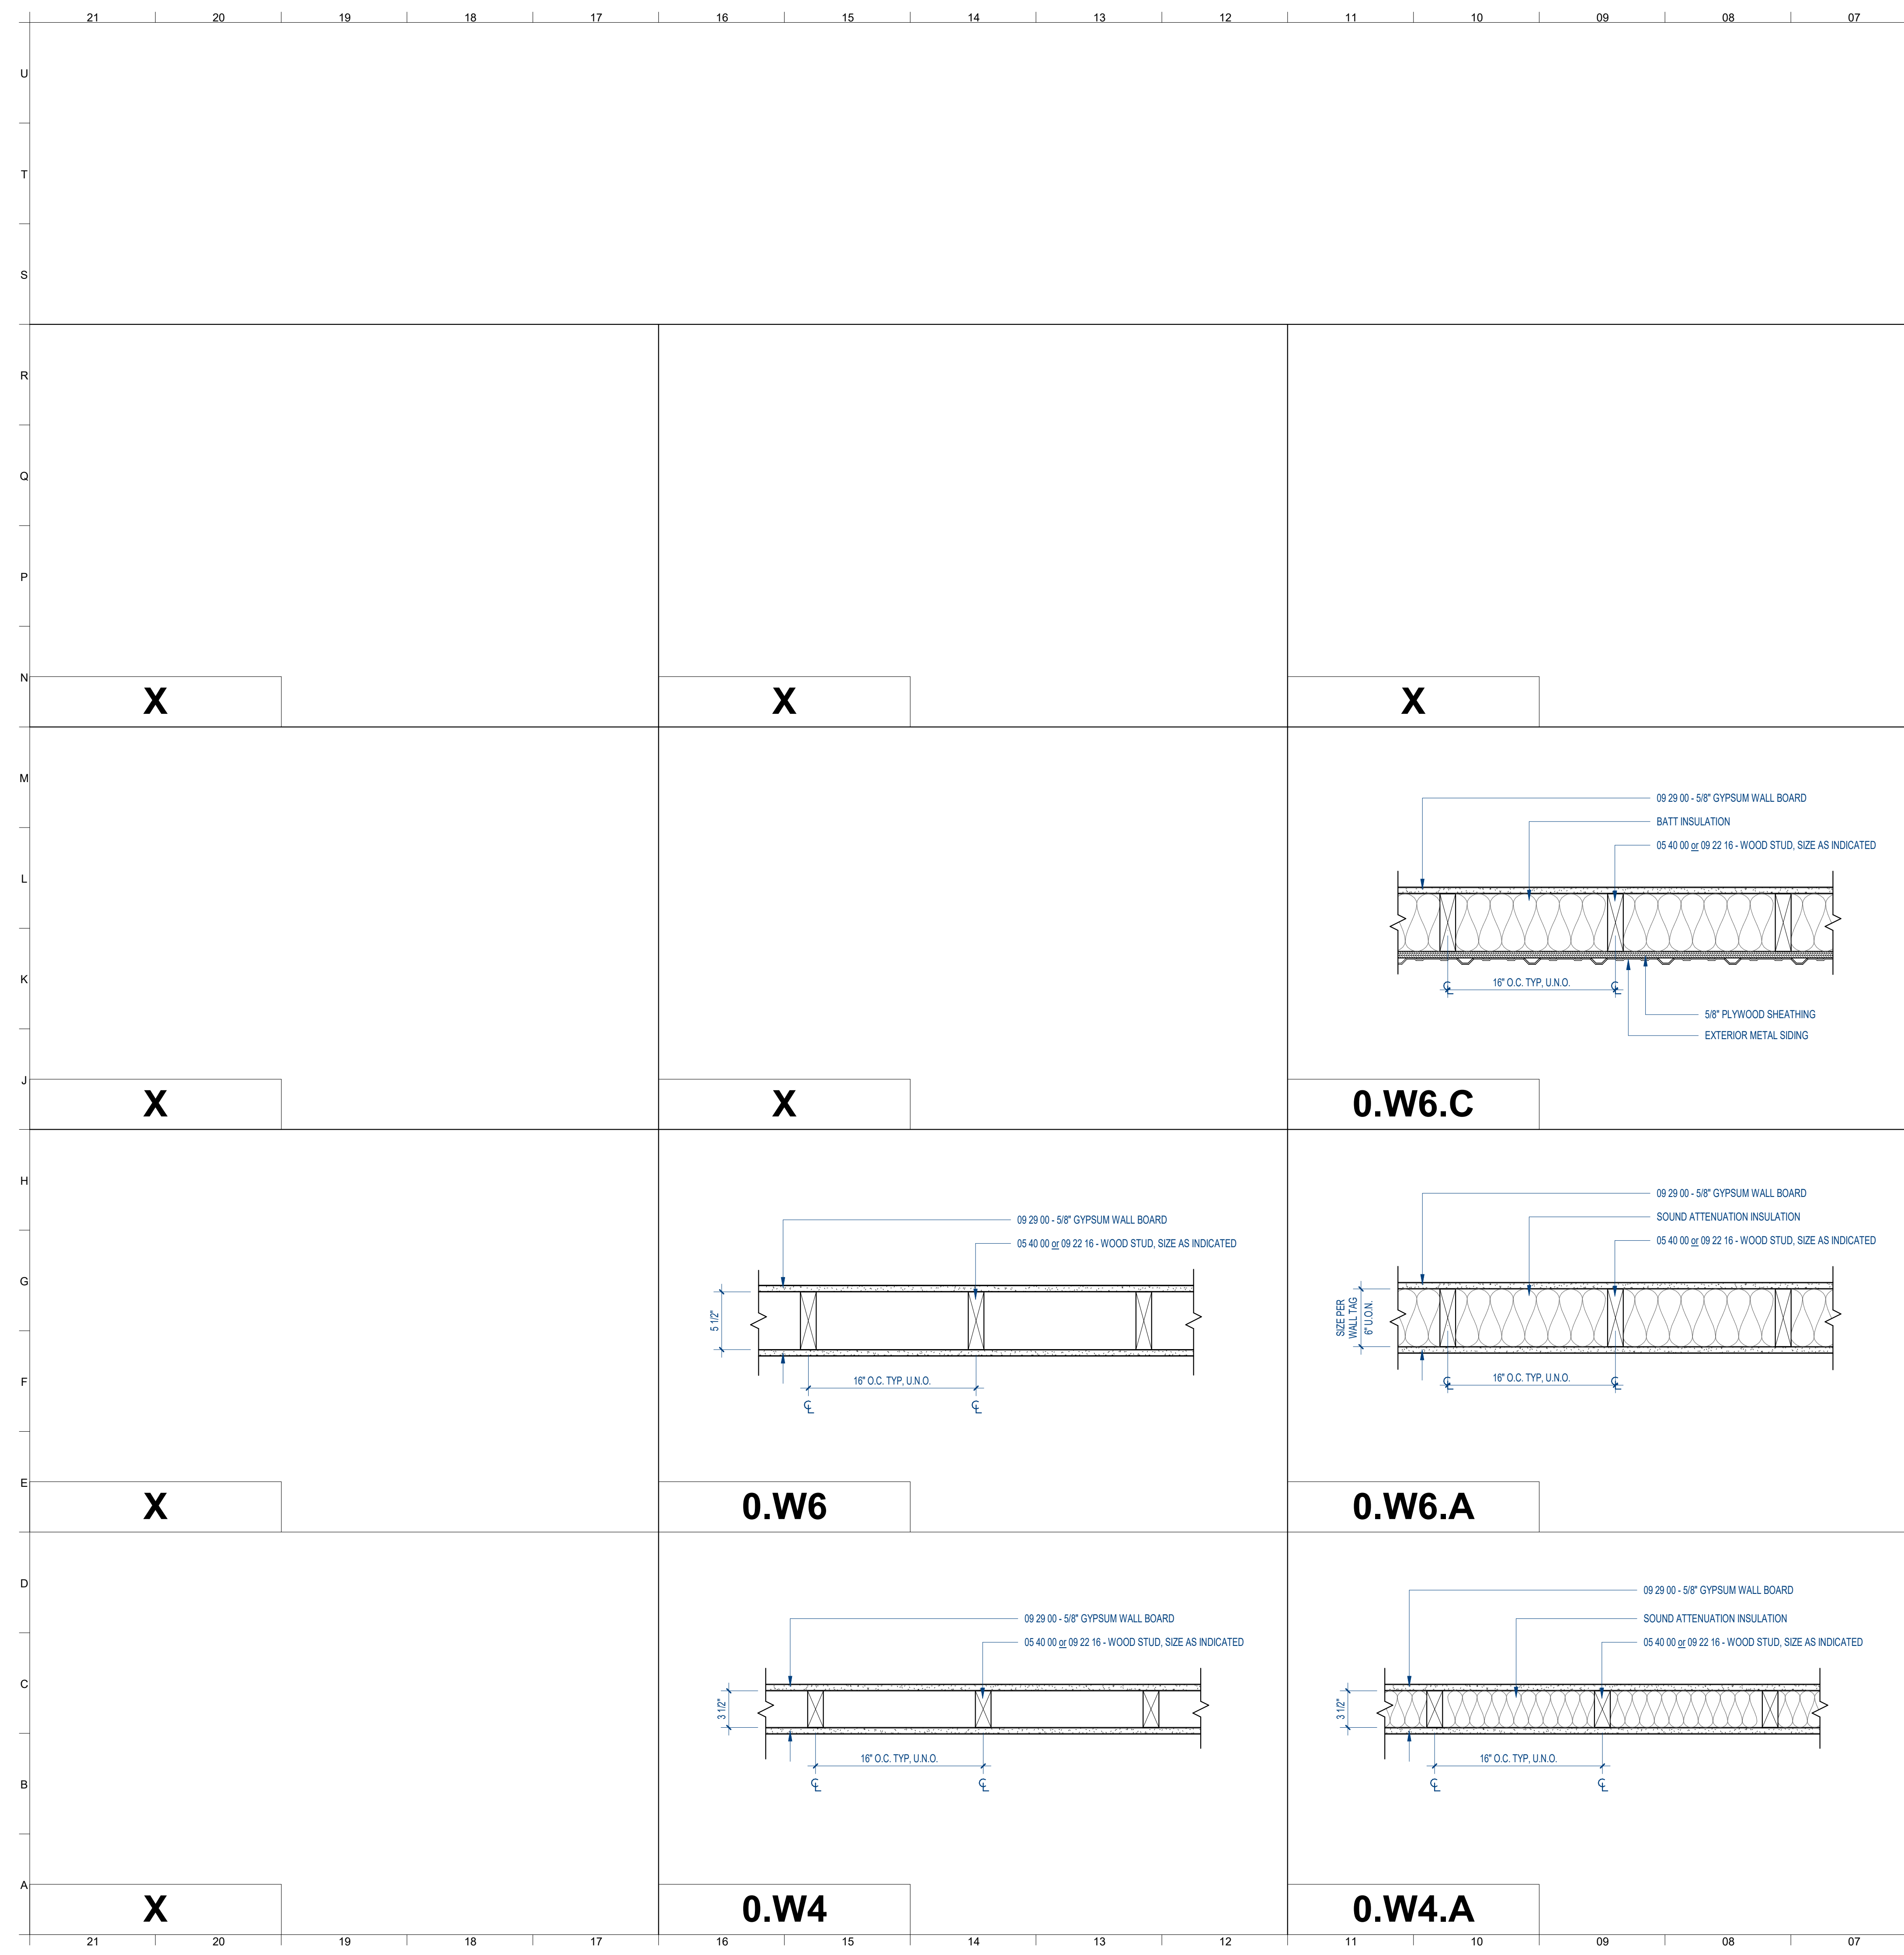 21 20 19 18 17 16 15 14 13 12 11 10 09 08 07
U
T
S
R
Q
P
N
X X X
M
09 29 00 - 5/8" GYPSUM WALL BOARD
BATT INSULATION
05 40 00 or 09 22 16 - WOOD STUD, SIZE AS INDICATED
L
K
16" O.C. TYP, U.N.O.
5/8" PLYWOOD SHEATHING
EXTERIOR METAL SIDING
J
X X 0.W6.C
H
09 29 00 - 5/8" GYPSUM WALL BOARD
05 40 00 or 09 22 16 - WOOD STUD, SIZE AS INDICATED
5 1/2"
16" O.C. TYP, U.N.O.
09 29 00 - 5/8" GYPSUM WALL BOARD
SOUND ATTENUATION INSULATION
05 40 00 or 09 22 16 - WOOD STUD, SIZE AS INDICATED
SIZE PER
WALL TAG
6" U.O.N.
16" O.C. TYP, U.N.O.
G
F
E
X 0.W6 0.W6.A
D
09 29 00 - 5/8" GYPSUM WALL BOARD
05 40 00 or 09 22 16 - WOOD STUD, SIZE AS INDICATED
3 1/2"
16" O.C. TYP, U.N.O.
09 29 00 - 5/8" GYPSUM WALL BOARD
SOUND ATTENUATION INSULATION
05 40 00 or 09 22 16 - WOOD STUD, SIZE AS INDICATED
3 1/2"
16" O.C. TYP, U.N.O.
C
B
A
X 0.W4 0.W4.A
21 20 19 18 17 16 15 14 13 12 11 10 09 08 07